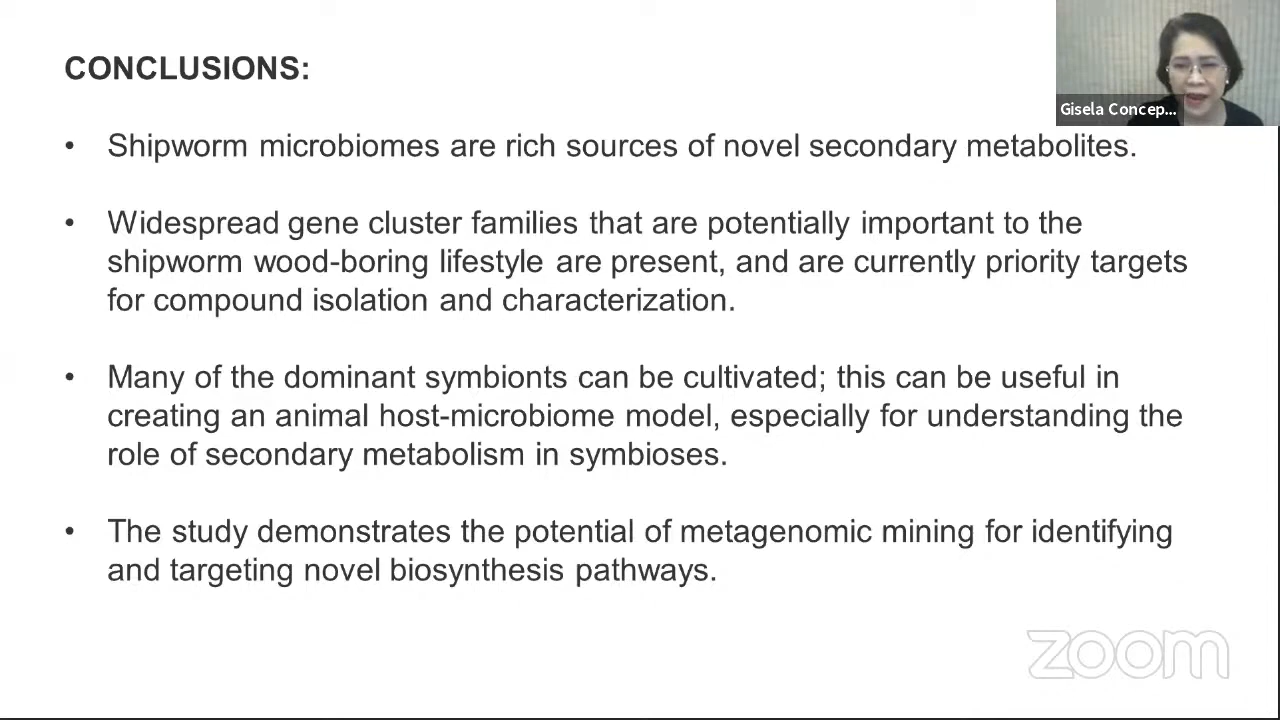 CONCLUSIONS:
Gisela Concep...
• Shipworm microbiomes are rich sources of novel secondary metabolites.
• Widespread gene cluster families that are potentially important to the
shipworm wood-boring lifestyle are present, and are currently priority targets
for compound isolation and characterization.
• Many of the dominant symbionts can be cultivated; this can be useful in
creating an animal host-microbiome model, especially for understanding the
role of secondary metabolism in symbioses.
• The study demonstrates the potential of metagenomic mining for identifying
and targeting novel biosynthesis pathways.
zoom